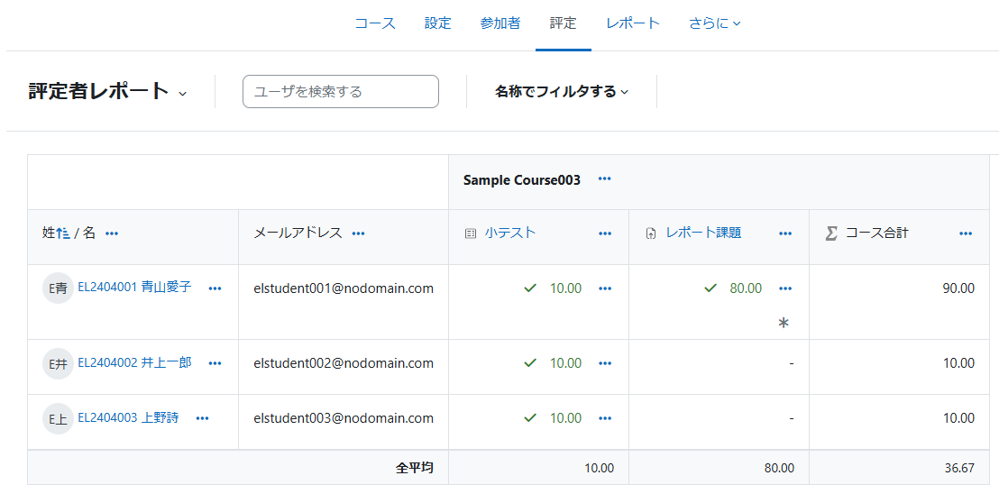 コース 設定 参加者 評定 レポート さらに
評定者レポート ユーザを検索する 名称でフィルタする
Sample Course003
姓 / 名 メールアドレス 小テスト レポート課題 Σ コース合計
E青 EL2404001 青山愛子 elstudent001@nodomain.com 10.00 80.00 90.00
E井 EL2404002 井上一郎 elstudent002@nodomain.com 10.00 - 10.00
E上 EL2404003 上野詩 elstudent003@nodomain.com 10.00 - 10.00
全平均 10.00 80.00 36.67